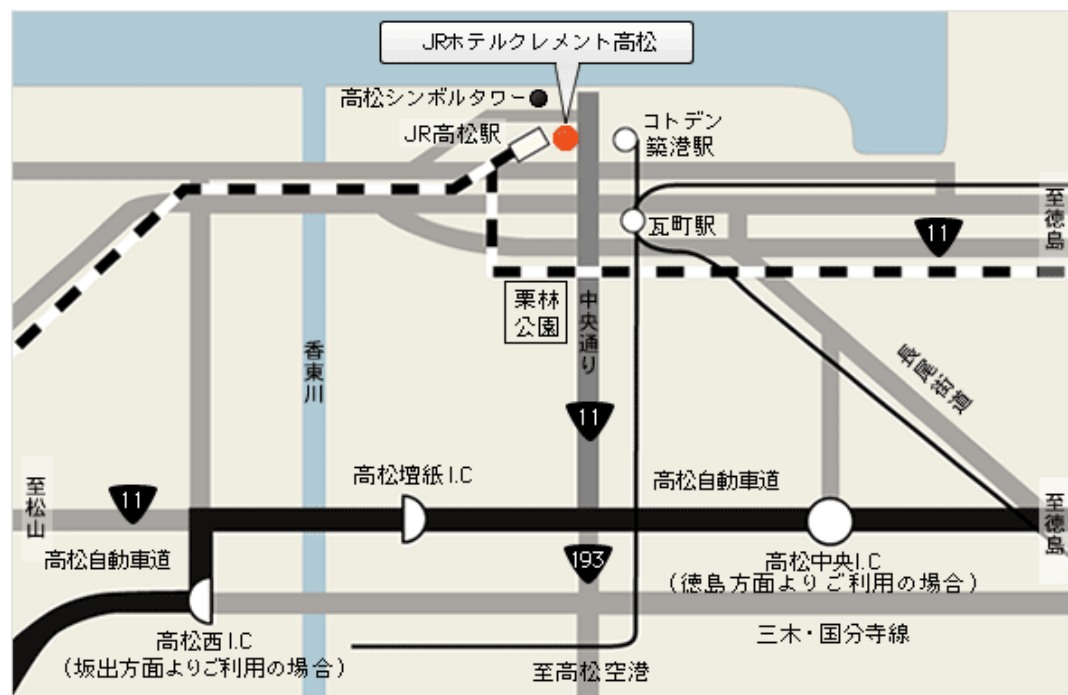 JRホテルクレメント高松
高松シンボルタワー
JR高松駅
コトデン
築港駅
至徳島
瓦町駅
11
栗林
公園
中央通り
香東川
長尾街道
11
高松壇紙I.C
高松自動車道
至松山
11
至徳島
高松自動車道
193
高松中央I.C
(徳島方面よりご利用の場合)
高松西I.C
(坂出方面よりご利用の場合)
三木・国分寺線
至高松空港